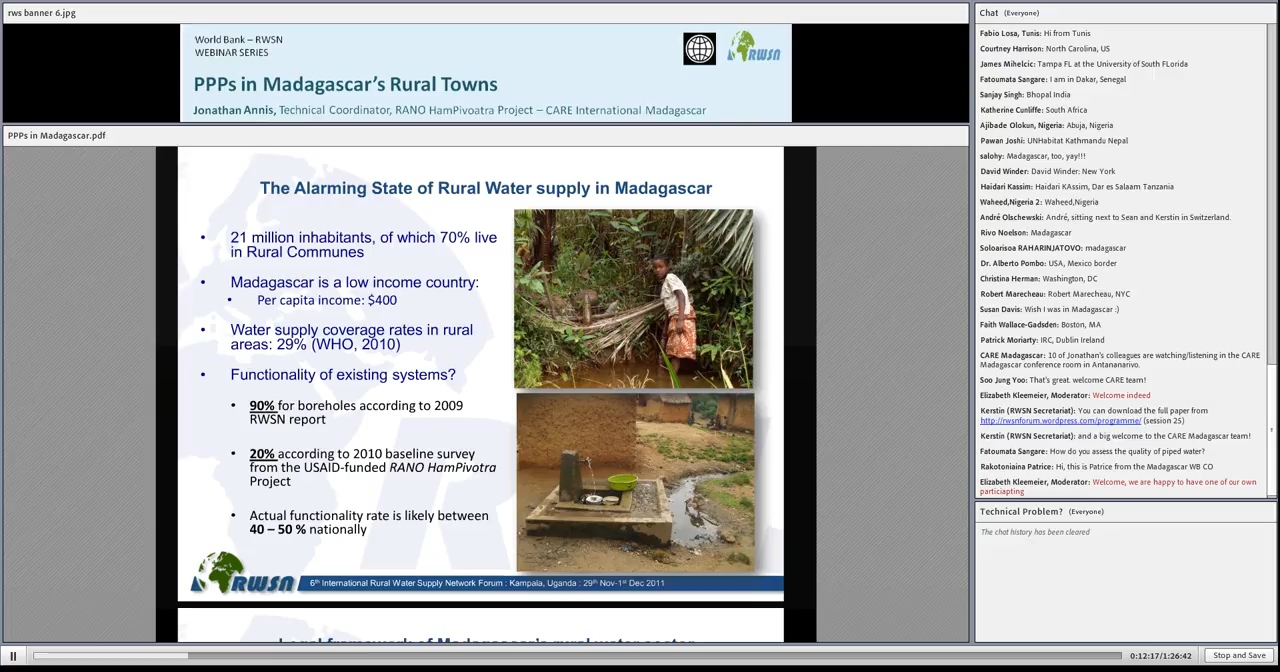 rws banner 6.jpg
World Bank – RWSN
WEBINAR SERIES
RWSN
PPPs in Madagascar's Rural Towns
Jonathan Annis, Technical Coordinator, RANO HamPivoatra Project – CARE International Madagascar
PPPs in Madagascar.pdf
The Alarming State of Rural Water supply in Madagascar
• 21 million inhabitants, of which 70% live
in Rural Communes
• Madagascar is a low income country:
• Per capita income: $400
• Water supply coverage rates in rural
areas: 29% (WHO, 2010)
• Functionality of existing systems?
• 90% for boreholes according to 2009
RWSN report
• 20% according to 2010 baseline survey
from the USAID-funded RANO HamPivotra
Project
• Actual functionality rate is likely between
40 – 50 % nationally
RWSN
6th International Rural Water Supply Network Forum : Kampala, Uganda : 29th Nov-1st Dec 2011
Legal framework of Madagascar's rural water sector
Chat (Everyone)
Fabio Losa, Tunis: Hi from Tunis
Courtney Harrison: North Carolina, US
James Mihelcic: Tampa FL at the University of South FLorida
Fatoumata Sangare: I am in Dakar, Senegal
Sanjay Singh: Bhopal India
Katherine Cunliffe: South Africa
Ajibade Olokun, Nigeria: Abuja, Nigeria
Pawan Joshi: UNHabitat Kathmandu Nepal
salohy: Madagascar, too, yay!!!
David Winder: David Winder: New York
Haidari Kassim: Haidari KAssim, Dar es Salaam Tanzania
Waheed,Nigeria 2: Waheed,Nigeria
André Olschewski: André, sitting next to Sean and Kerstin in Switzerland.
Rivo Noelson: Madagascar
Soloarisoa RAHARINJATOVO: madagascar
Dr. Alberto Pombo: USA, Mexico border
Christina Herman: Washington, DC
Robert Marecheau: Robert Marecheau, NYC
Susan Davis: Wish I was in Madagascar :)
Faith Wallace-Gadsden: Boston, MA
Patrick Moriarty: IRC, Dublin Ireland
CARE Madagascar: 10 of Jonathan's colleagues are watching/listening in the CARE
Madagascar conference room in Antananarivo.
Soo Jung Yoo: That's great. welcome CARE team!
Elizabeth Kleemeier, Moderator: Welcome indeed
Kerstin (RWSN Secretariat): You can download the full paper from
http://rwsnforum.wordpress.com/programme/ (session 25)
Kerstin (RWSN Secretariat): and a big welcome to the CARE Madagascar team!
Fatoumata Sangare: How do you assess the quality of piped water?
Rakotoniaina Patrice: Hi, this is Patrice from the Madagascar WB CO
Elizabeth Kleemeier, Moderator: Welcome, we are happy to have one of our own
particiapting
Technical Problem? (Everyone)
The chat history has been cleared
0:12:17/1:26:42
Stop and Save